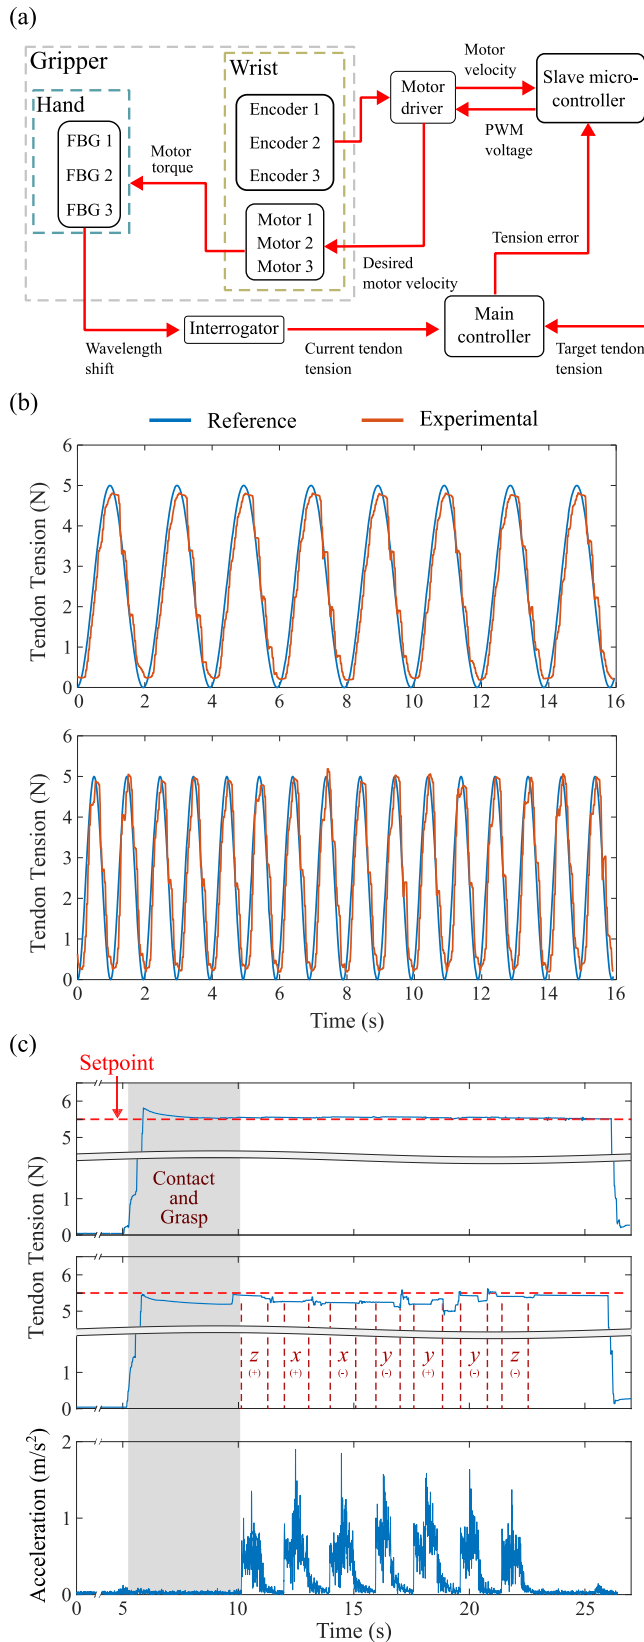 (a)
Gripper
Wrist
Hand
FBG 1
FBG 2
FBG 3
Motor
torque
Encoder 1
Encoder 2
Encoder 3
Motor 1
Motor 2
Motor 3
Motor
driver
Motor
velocity
PWM
voltage
Slave micro-
controller
Desired
motor velocity
Tension error
Wavelength
shift
Interrogator
Current tendon
tension
Main
controller
Target tendon
tension
(b)
Reference
Experimental
Tendon Tension (N)
6
5
4
3
2
1
0
0 2 4 6 8 10 12 14 16
Tendon Tension (N)
6
5
4
3
2
1
0
0 2 4 6 8 10 12 14 16
Time (s)
(c)
Setpoint
Tendon Tension (N)
6
5
1
0
Contact
and
Grasp
6
5
1
0
z x x y y y z
(+) (+) (-) (-) (+) (-) (-)
Acceleration (m/s²)
2
1
0
0 5 10 15 20 25
Time (s)